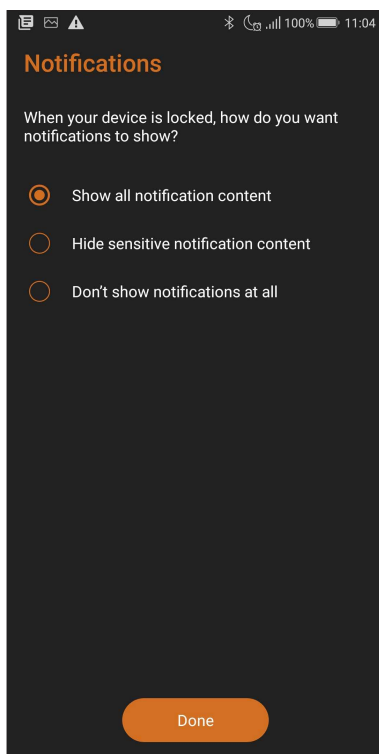 100% 11:04
Notifications
When your device is locked, how do you want
notifications to show?
Show all notification content
Hide sensitive notification content
Don’t show notifications at all
Done